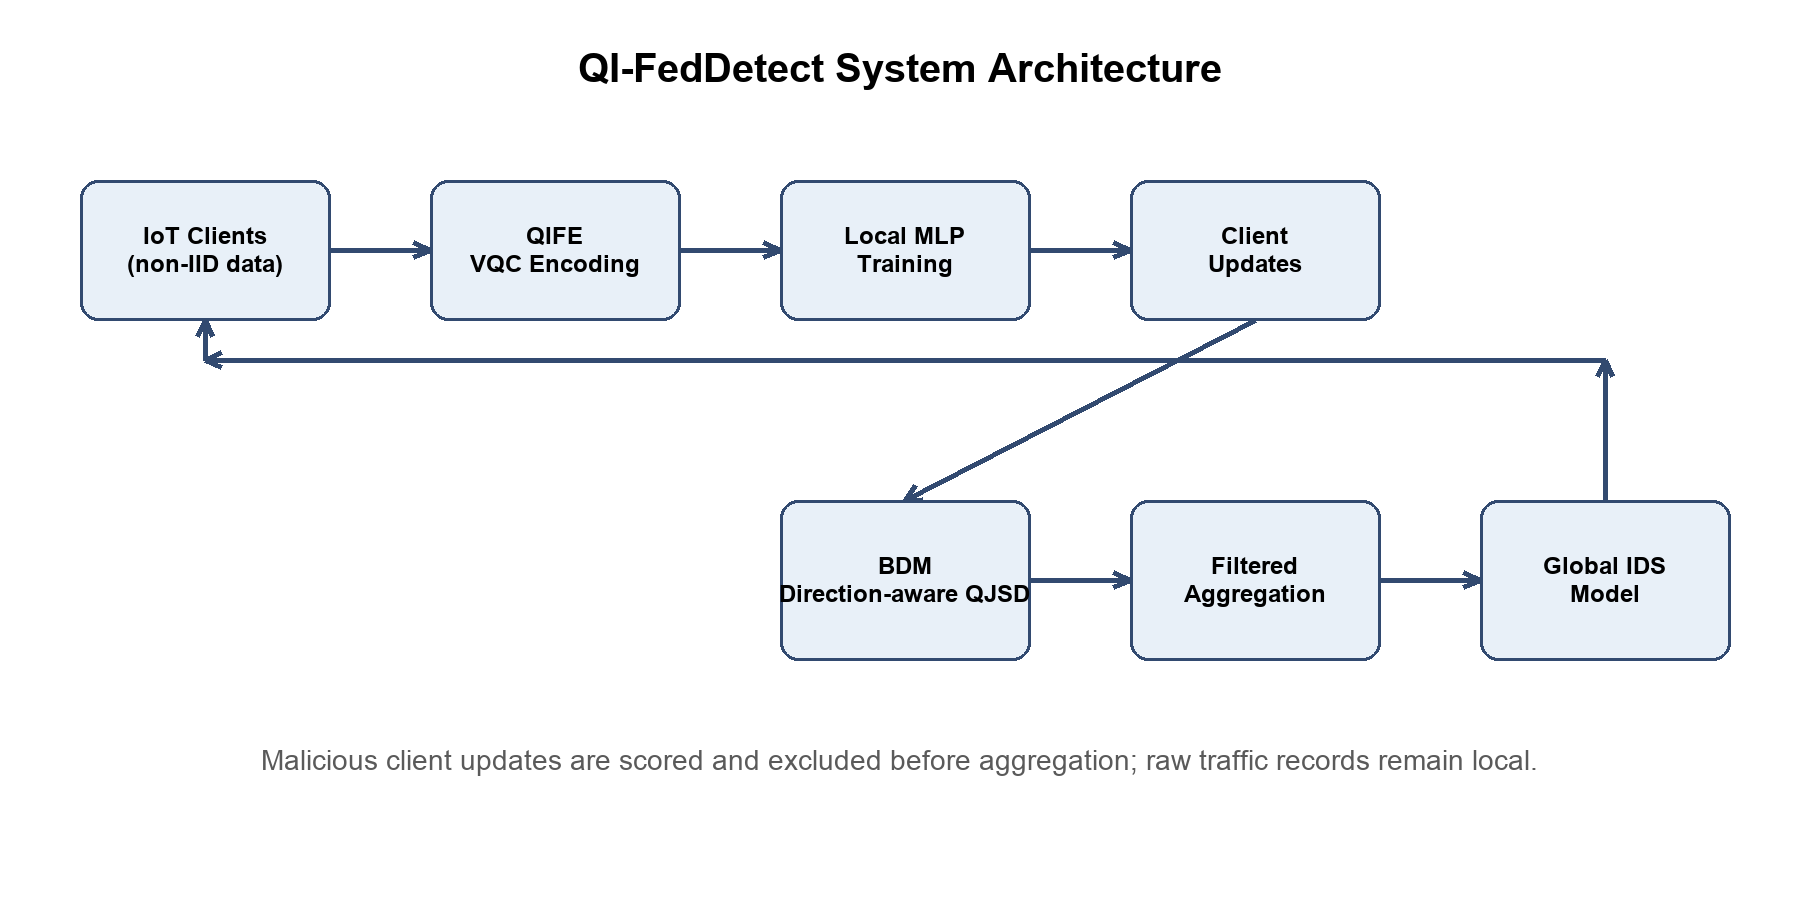 QI-FedDetect System Architecture
IoT Clients
(non-IID data)
QIFE
VQC Encoding
Local MLP
Training
Client
Updates
BDM
Direction-aware QJSD
Filtered
Aggregation
Global IDS
Model
Malicious client updates are scored and excluded before aggregation; raw traffic records remain local.